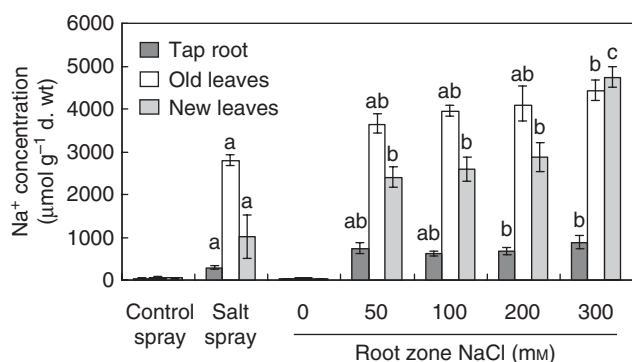 6000
5000
4000
3000
2000
1000
0
Na⁺ concentration
(µmol g⁻¹ d. wt)
Tap root
Old leaves
New leaves
a a a
ab ab b
ab ab b
b ab b
b b c
Control spray
Salt spray
0 50 100 200 300
Root zone NaCl (mM)